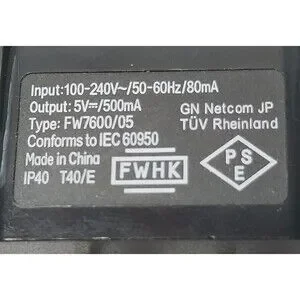 Input:100-240V~/50-60Hz/80mA
Output: 5V⎓/500mA
Type: FW7600/05
Conforms to IEC 60950
Made in China
IP40 T40/E
GN Netcom JP
TÜV Rheinland
FWHK
PS
E